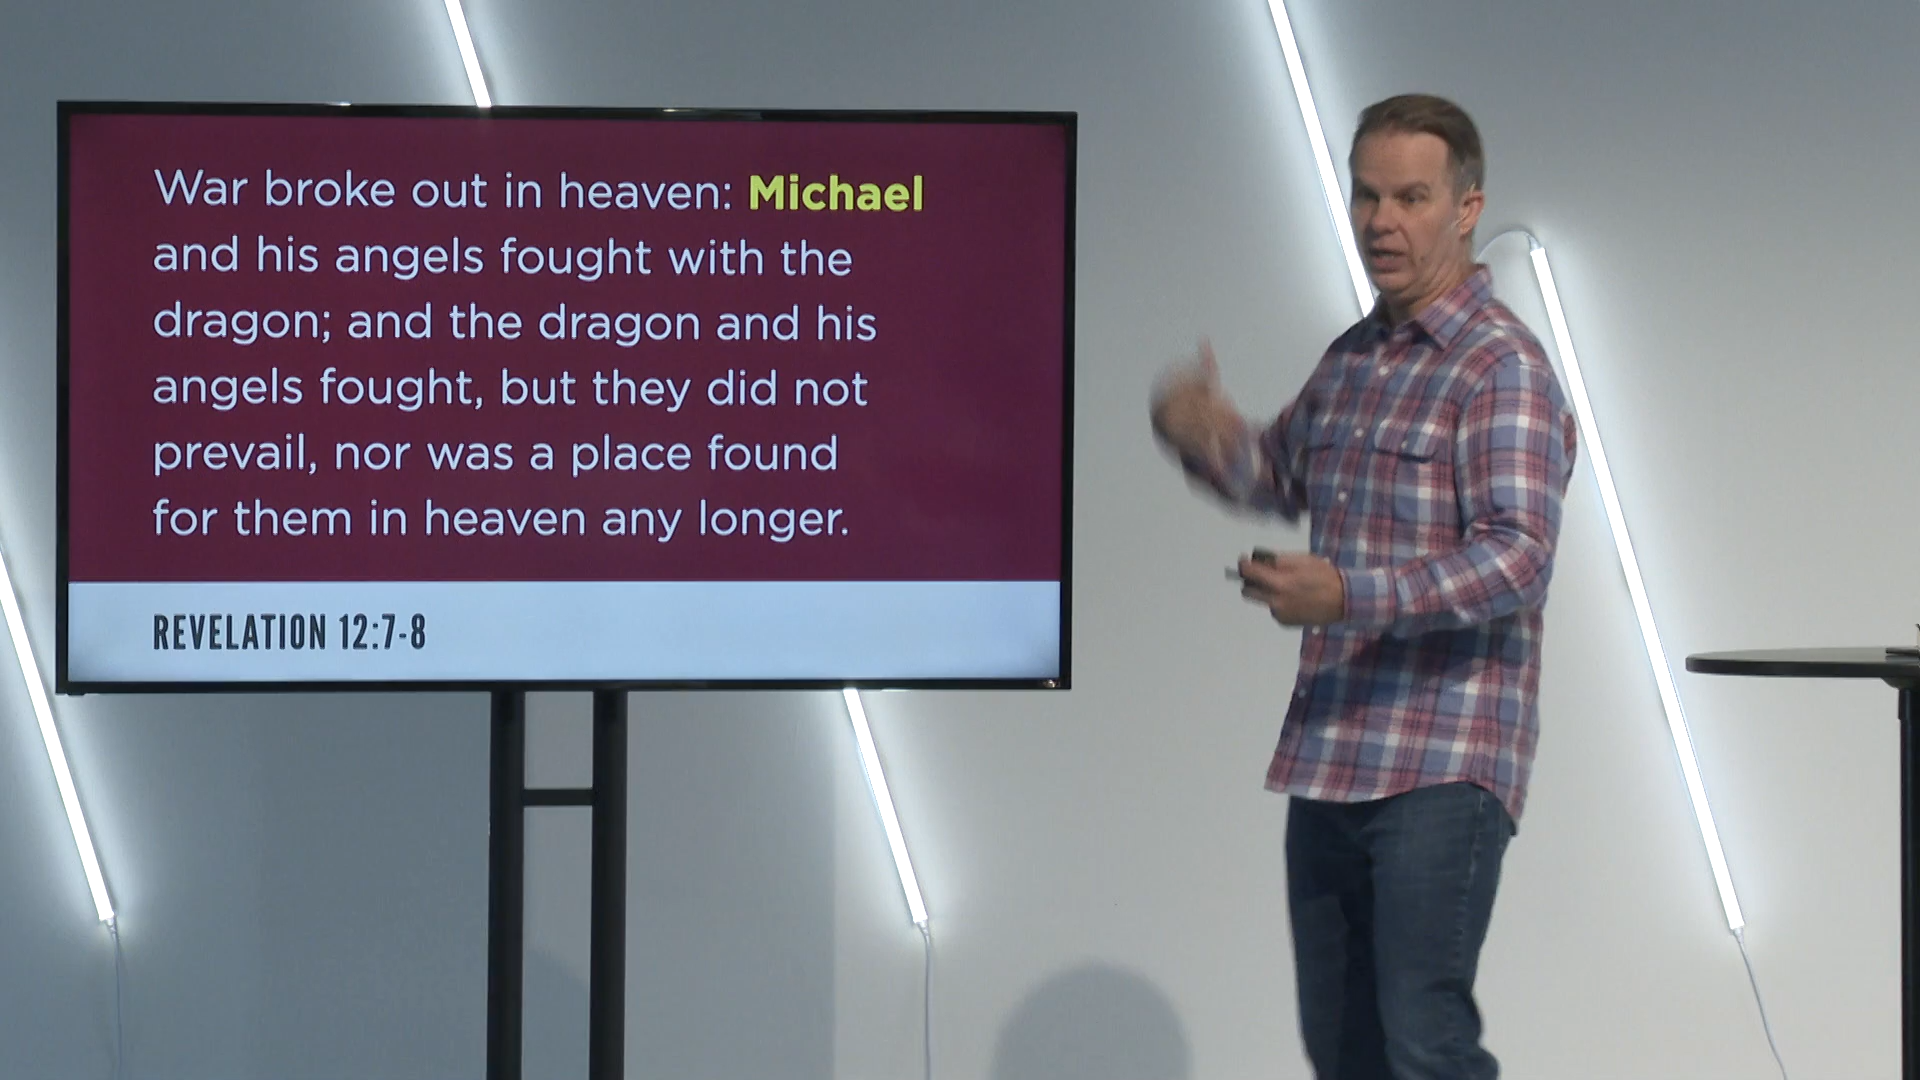 War broke out in heaven: Michael
and his angels fought with the
dragon; and the dragon and his
angels fought, but they did not
prevail, nor was a place found
for them in heaven any longer.
REVELATION 12:7-8